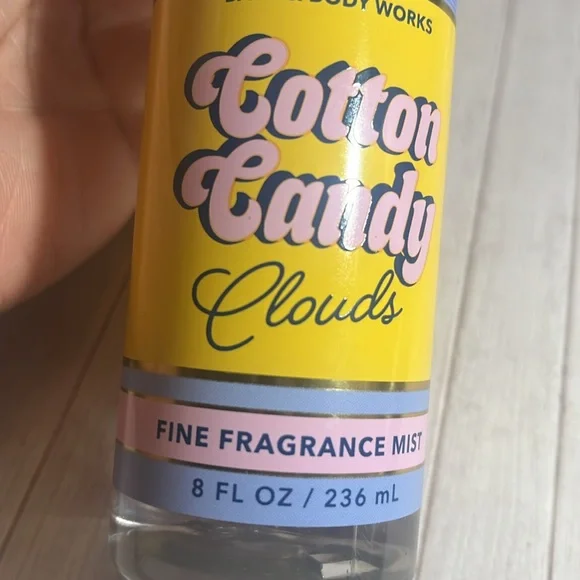 BODY WORKS
Cotton
Candy
Clouds
FINE FRAGRANCE MIST
8 FL OZ / 236 mL